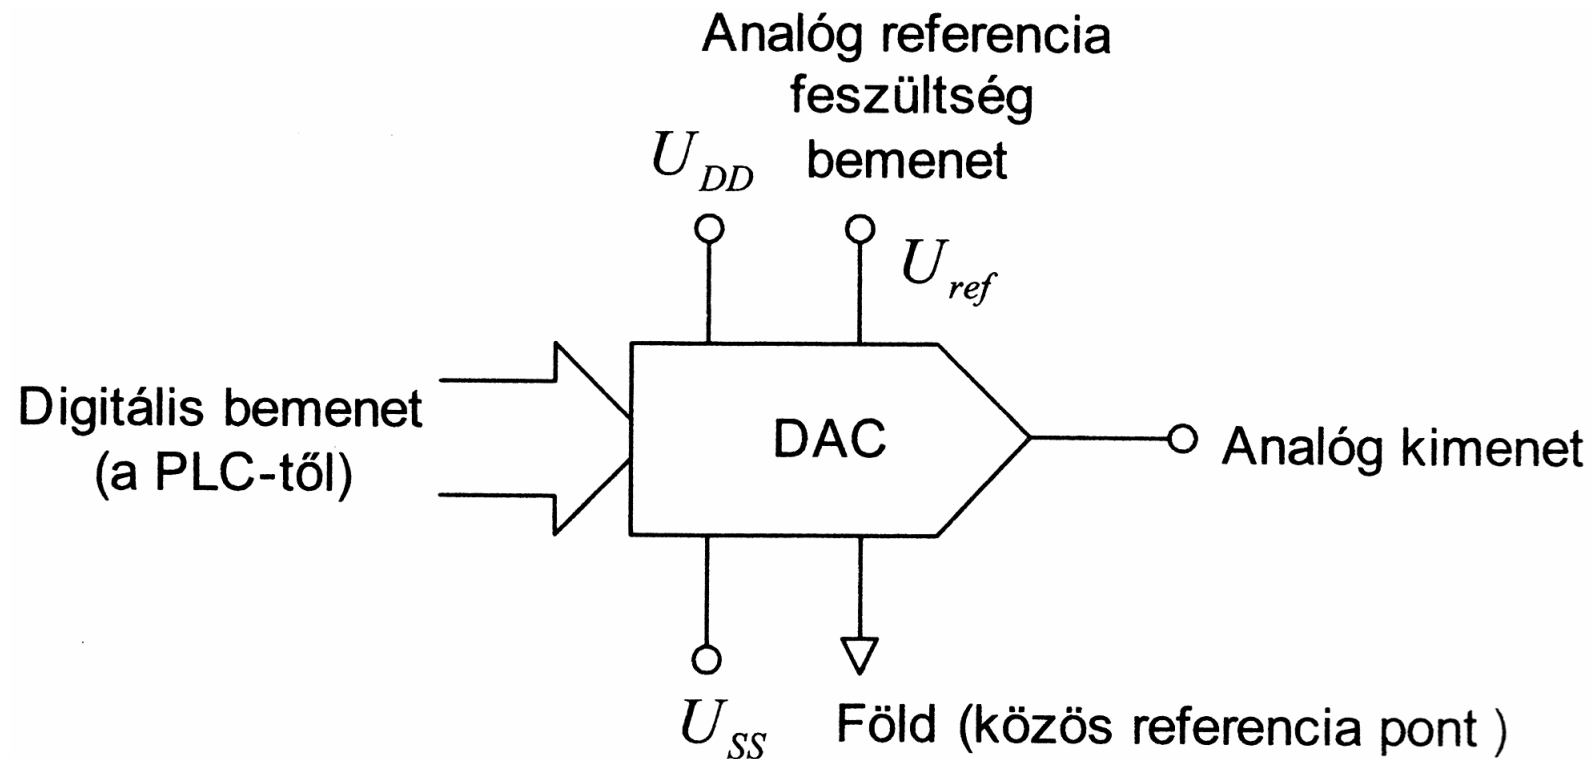 Analóg referencia
feszültség
bemenet
U_DD
U_ref
Digitális bemenet
(a PLC-től)
DAC
Analóg kimenet
U_SS
Föld (közös referencia pont )